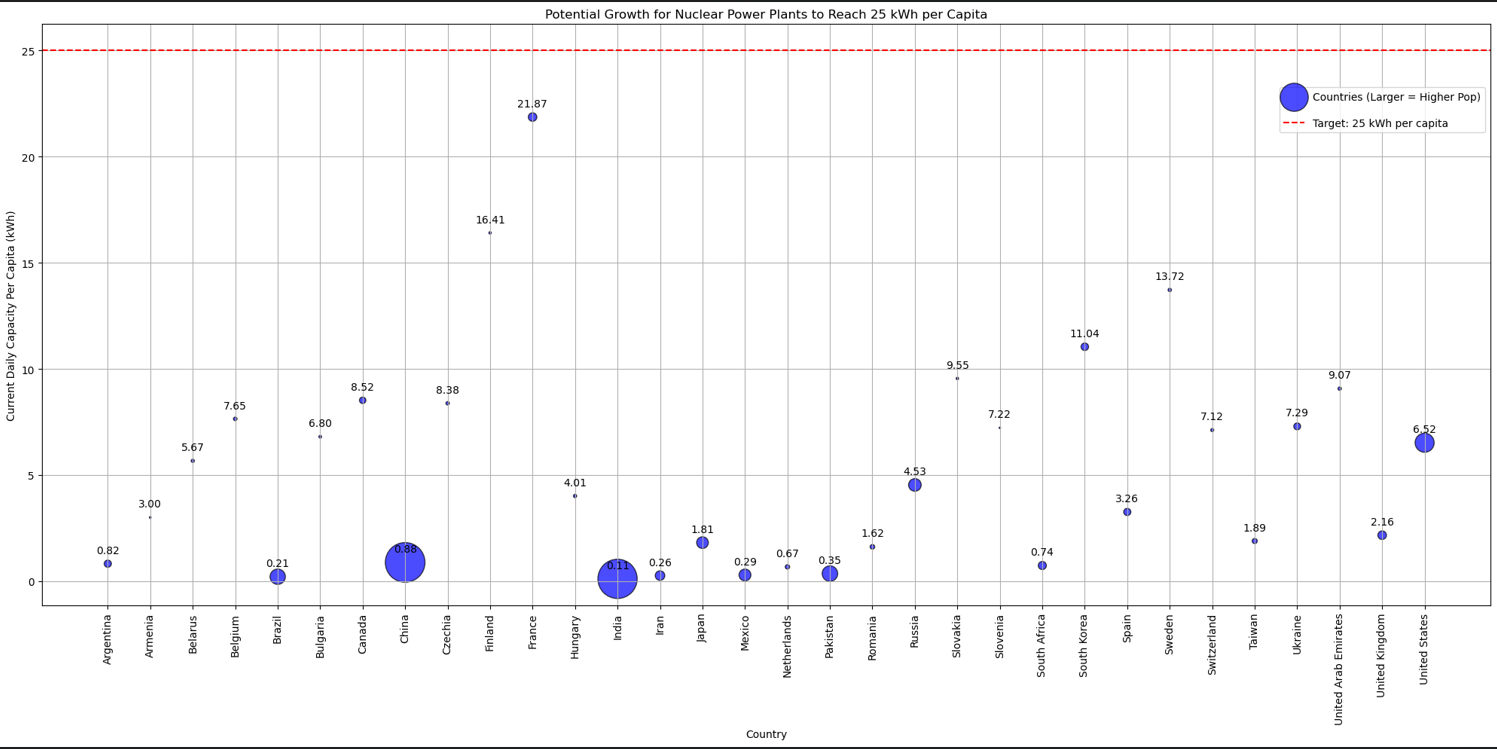 Potential Growth for Nuclear Power Plants to Reach 25 kWh per Capita
Countries (Larger = Higher Pop)
Target: 25 kWh per capita
Current Daily Capacity Per Capita (kWh)
25
20
15
10
5
0
0.82
3.00
5.67
7.65
0.21
6.80
8.52
0.88
8.38
16.41
21.87
4.01
0.11
0.26
1.81
0.29
0.67
0.35
1.62
4.53
9.55
7.22
0.74
11.04
3.26
13.72
7.12
1.89
7.29
9.07
2.16
6.52
Argentina
Armenia
Belarus
Belgium
Brazil
Bulgaria
Canada
China
Czechia
Finland
France
Hungary
India
Iran
Japan
Mexico
Netherlands
Pakistan
Romania
Russia
Slovakia
Slovenia
South Africa
South Korea
Spain
Sweden
Switzerland
Taiwan
Ukraine
United Arab Emirates
United Kingdom
United States
Country